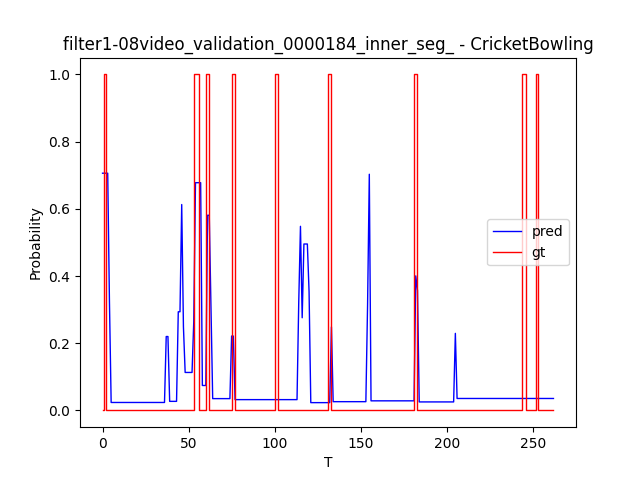 filter1-08video_validation_0000184_inner_seg_ - CricketBowling
1.0
0.8
0.6
0.4
0.2
0.0
Probability
pred
gt
0 50 100 150 200 250
T